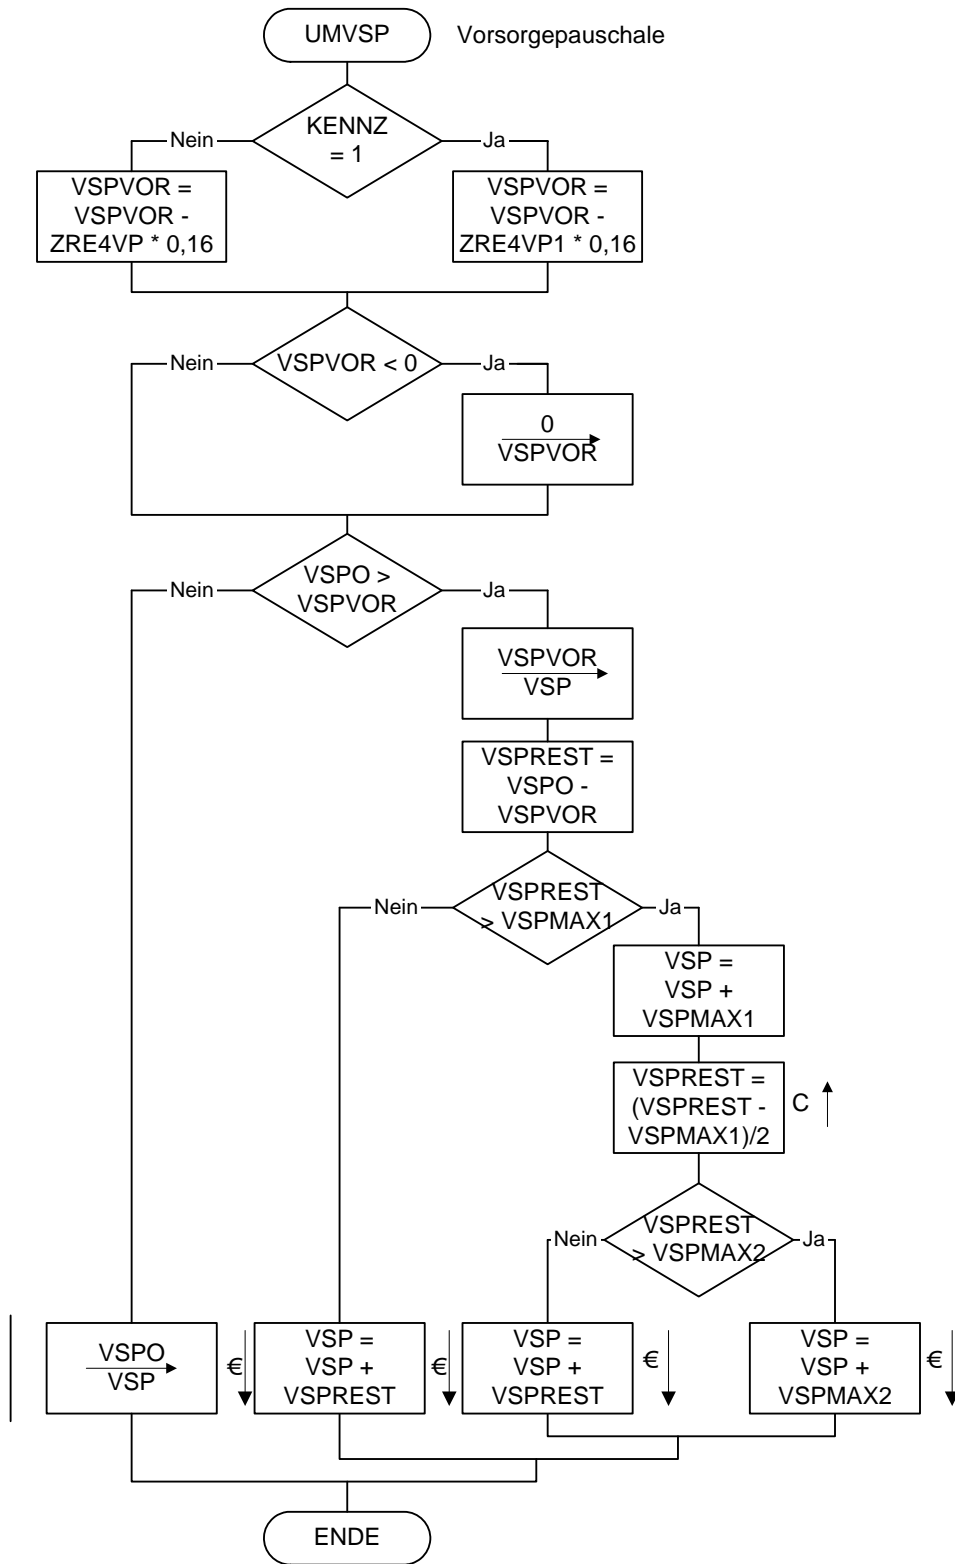 UMVSP
Vorsorgepauschale
KENNZ
= 1
Nein
Ja
VSPVOR =
VSPVOR -
ZRE4VP * 0,16
VSPVOR =
VSPVOR -
ZRE4VP1 * 0,16
Nein
VSPVOR < 0
Ja
0
VSPVOR
Nein
VSPO >
VSPVOR
Ja
VSPVOR
VSP
VSPREST =
VSPO -
VSPVOR
Nein
VSPREST
> VSPMAX1
Ja
VSP =
VSP +
VSPMAX1
VSPREST =
(VSPREST -
VSPMAX1)/2
C
Nein
VSPREST
> VSPMAX2
Ja
VSPO
VSP
€
VSP =
VSP +
VSPREST
€
VSP =
VSP +
VSPREST
€
VSP =
VSP +
VSPMAX2
€
ENDE